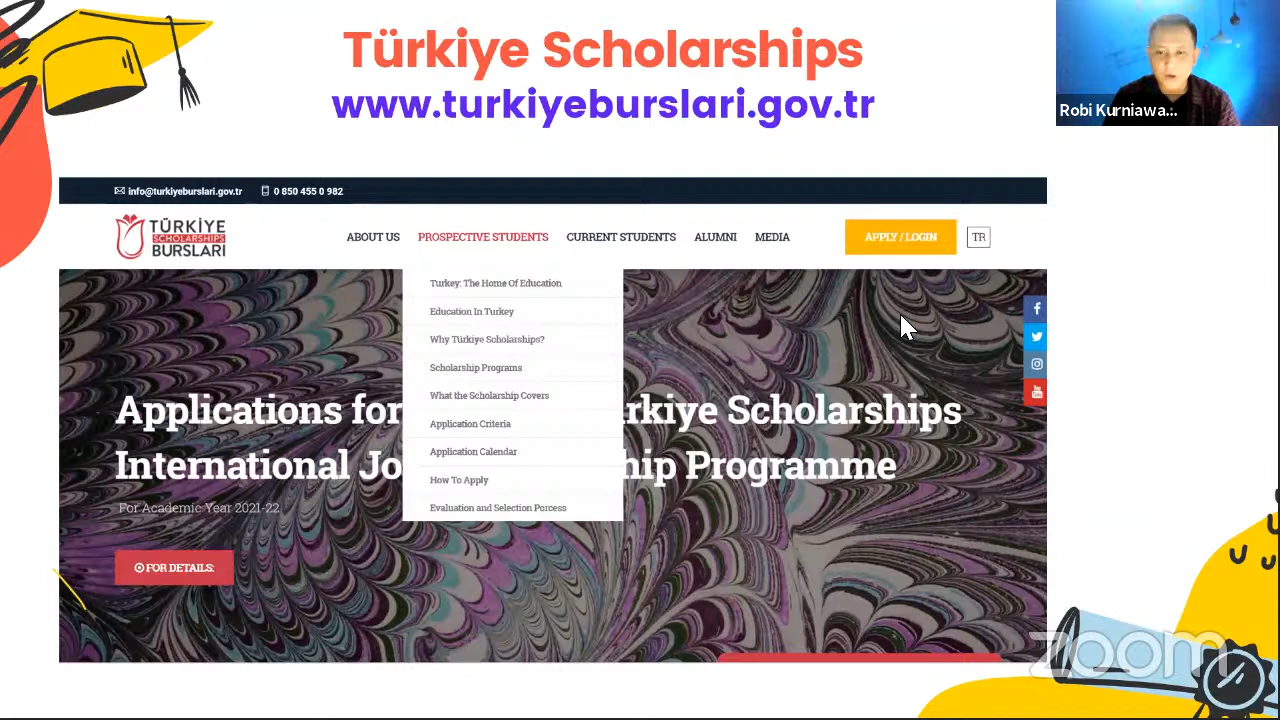 Türkiye Scholarships
www.turkiyeburslari.gov.tr
Robi Kurniawa...
info@turkiyeburslari.gov.tr 0 850 455 0 982
TÜRKİYE
SCHOLARSHIPS
BURSLARI
ABOUT US PROSPECTIVE STUDENTS CURRENT STUDENTS ALUMNI MEDIA APPLY / LOGIN TR
Turkey: The Home Of Education
Education In Turkey
Why Türkiye Scholarships?
Scholarship Programs
What the Scholarship Covers
Application Criteria
Application Calendar
How To Apply
Evaluation and Selection Porcess
Applications for rkiye Scholarships
International Jo hip Programme
For Academic Year 2021-22
FOR DETAILS:
zoom